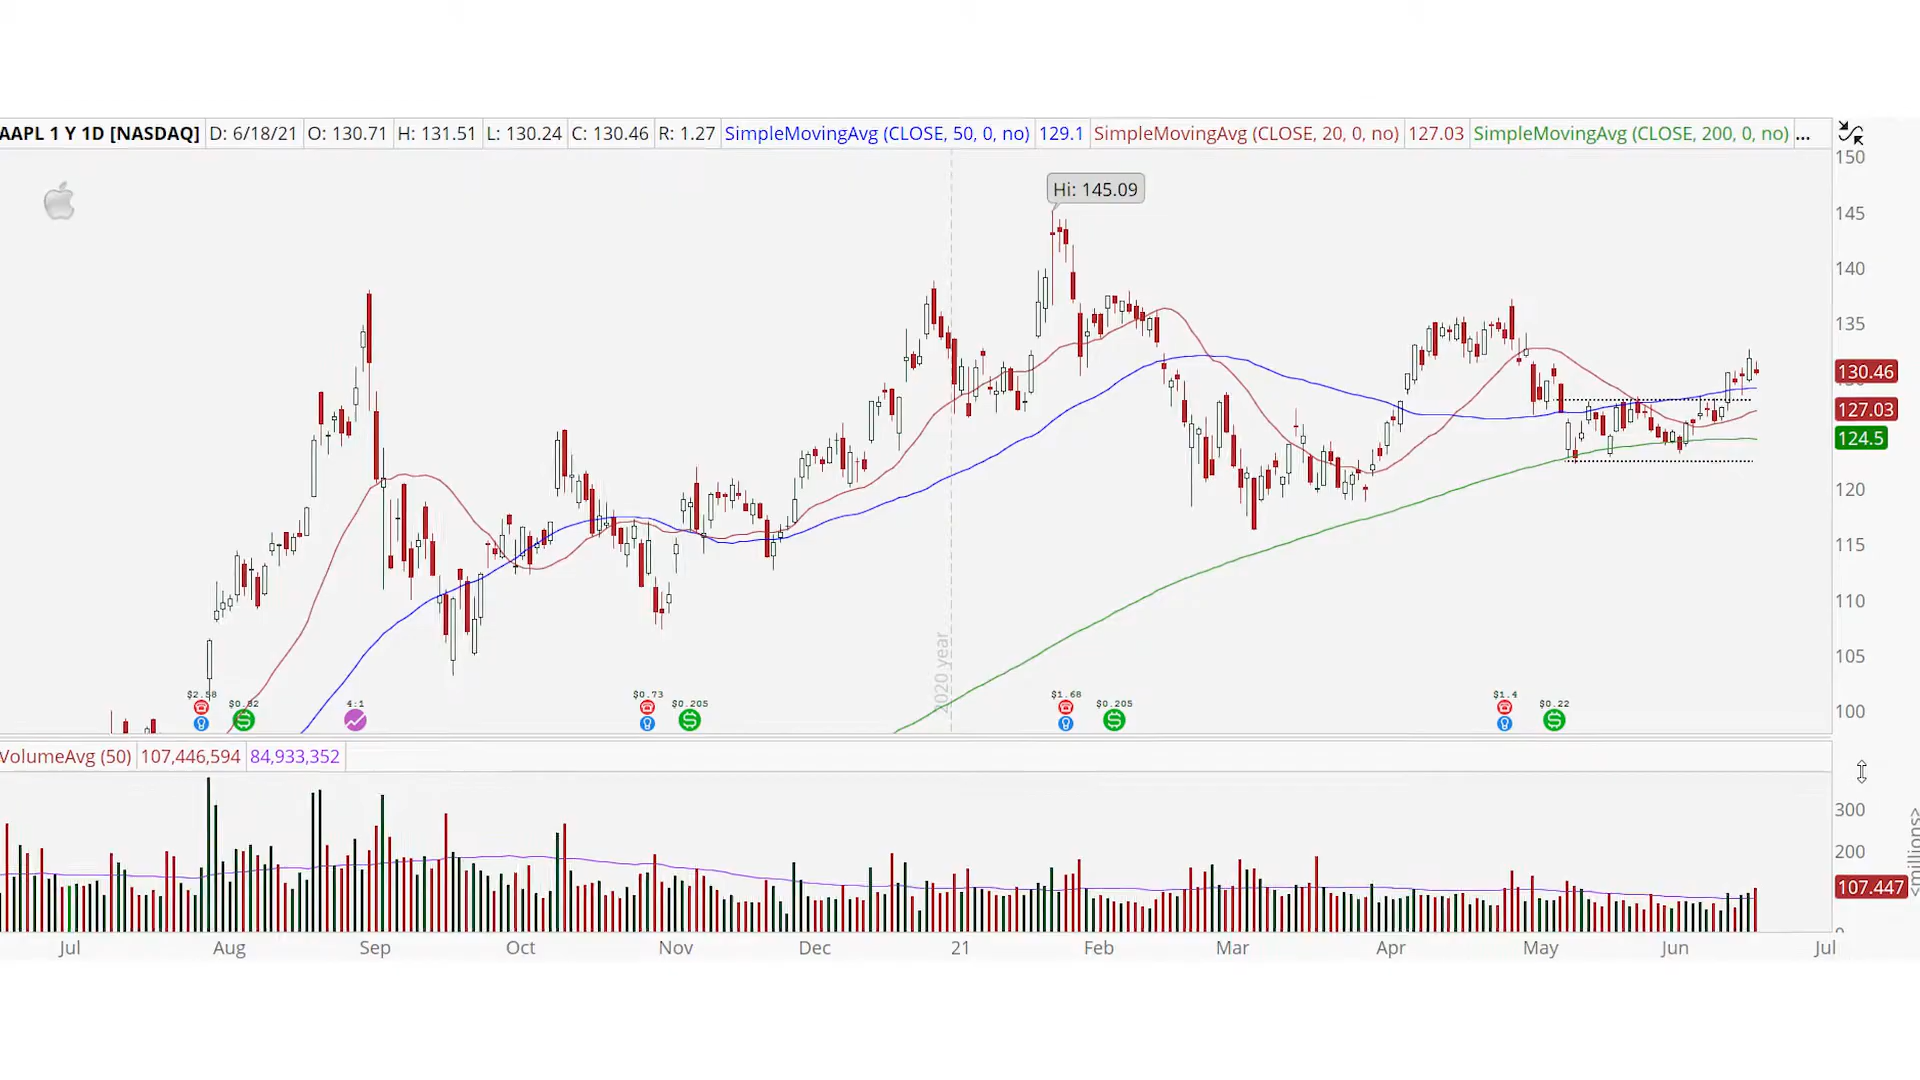 AAPL 1 Y 1D [NASDAQ] D: 6/18/21 O: 130.71 H: 131.51 L: 130.24 C: 130.46 R: 1.27 SimpleMovingAvg (CLOSE, 50, 0, no) 129.1 SimpleMovingAvg (CLOSE, 20, 0, no) 127.03 SimpleMovingAvg (CLOSE, 200, 0, no) ...
150
Hi: 145.09
145
140
135
130.46
127.03
124.5
120
115
110
105
100
2020 year
$2.58 $0.82 4:1 $0.73 $0.205 $1.68 $0.205 $1.4 $0.22
VolumeAvg (50) 107,446,594 84,933,352
300
200
107.447
<millions>
Jul Aug Sep Oct Nov Dec 21 Feb Mar Apr May Jun Jul